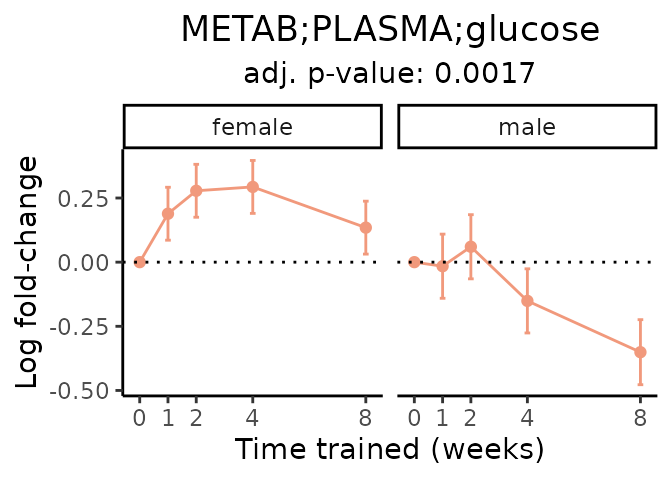 METAB;PLASMA;glucose
adj. p-value: 0.0017
female male
Log fold-change
0.25
0.00
-0.25
-0.50
0 1 2 4 8 0 1 2 4 8
Time trained (weeks)